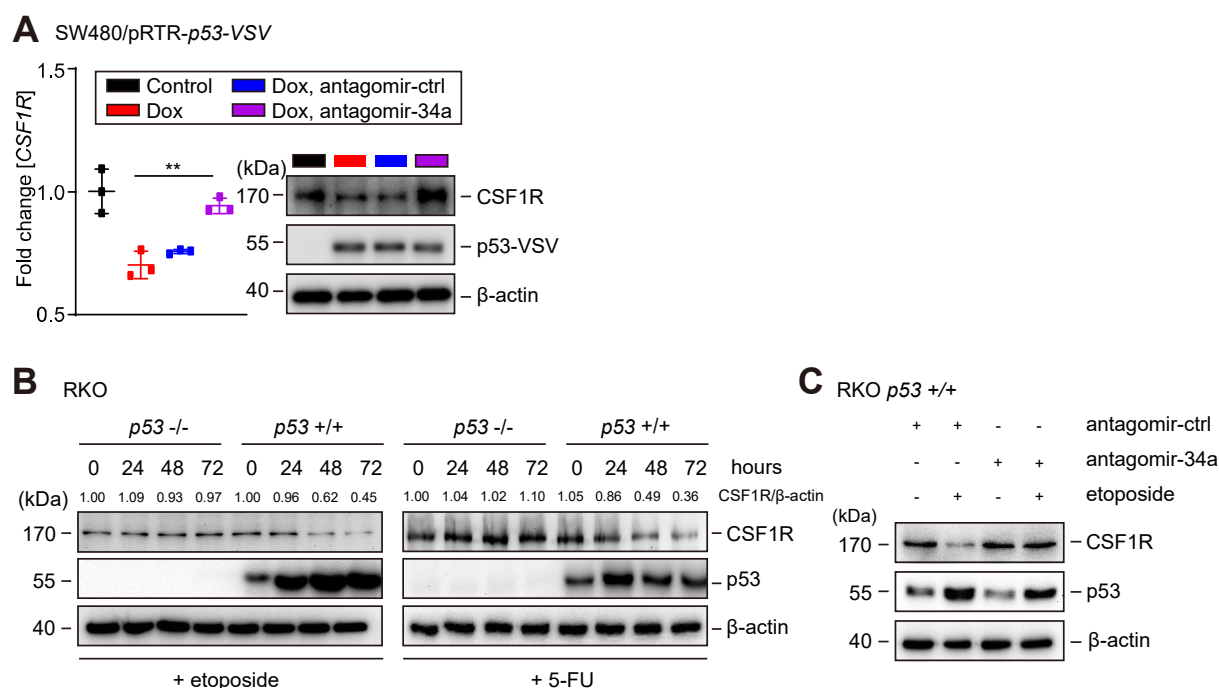 A SW480/pRTR-p53-VSV
Fold change [CSF1R]
1.5
1.0
0.5
Control
Dox, antagomir-ctrl
Dox
Dox, antagomir-34a
**
(kDa)
170 – CSF1R
55 – p53-VSV
40 – β-actin
B RKO
p53 -/- p53 +/+ p53 -/- p53 +/+
0 24 48 72 0 24 48 72 0 24 48 72 0 24 48 72 hours
(kDa) 1.00 1.09 0.93 0.97 1.00 0.96 0.62 0.45 1.00 1.04 1.02 1.10 1.05 0.86 0.49 0.36 CSF1R/β-actin
170 – CSF1R
55 – p53
40 – β-actin
+ etoposide + 5-FU
C RKO p53 +/+
+ + - - antagomir-ctrl
- - + + antagomir-34a
- + - + etoposide
(kDa)
170 – CSF1R
55 – p53
40 – β-actin